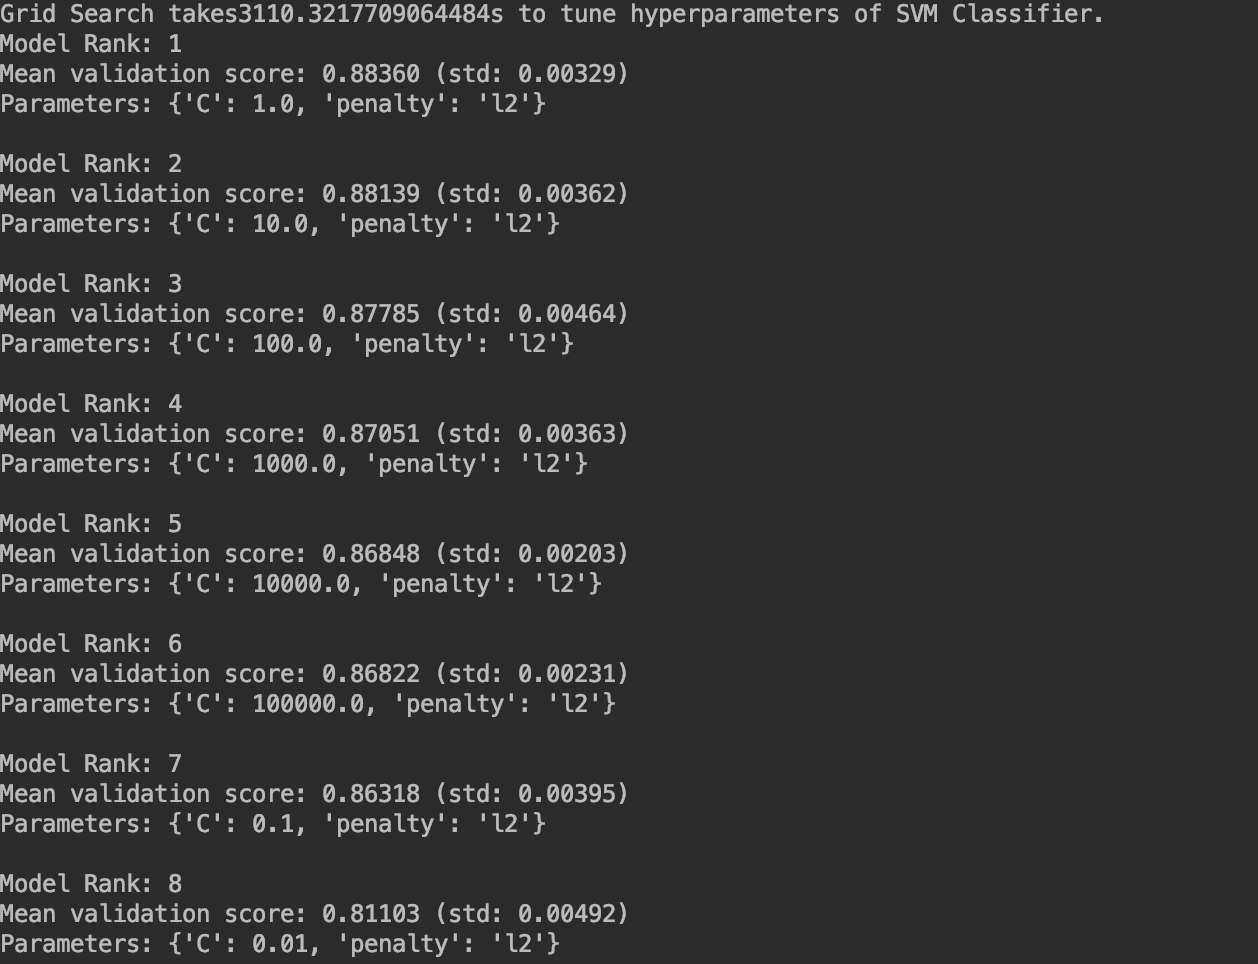 Grid Search takes3110.3217709064484s to tune hyperparameters of SVM Classifier.
Model Rank: 1
Mean validation score: 0.88360 (std: 0.00329)
Parameters: {'C': 1.0, 'penalty': 'l2'}
Model Rank: 2
Mean validation score: 0.88139 (std: 0.00362)
Parameters: {'C': 10.0, 'penalty': 'l2'}
Model Rank: 3
Mean validation score: 0.87785 (std: 0.00464)
Parameters: {'C': 100.0, 'penalty': 'l2'}
Model Rank: 4
Mean validation score: 0.87051 (std: 0.00363)
Parameters: {'C': 1000.0, 'penalty': 'l2'}
Model Rank: 5
Mean validation score: 0.86848 (std: 0.00203)
Parameters: {'C': 10000.0, 'penalty': 'l2'}
Model Rank: 6
Mean validation score: 0.86822 (std: 0.00231)
Parameters: {'C': 100000.0, 'penalty': 'l2'}
Model Rank: 7
Mean validation score: 0.86318 (std: 0.00395)
Parameters: {'C': 0.1, 'penalty': 'l2'}
Model Rank: 8
Mean validation score: 0.81103 (std: 0.00492)
Parameters: {'C': 0.01, 'penalty': 'l2'}